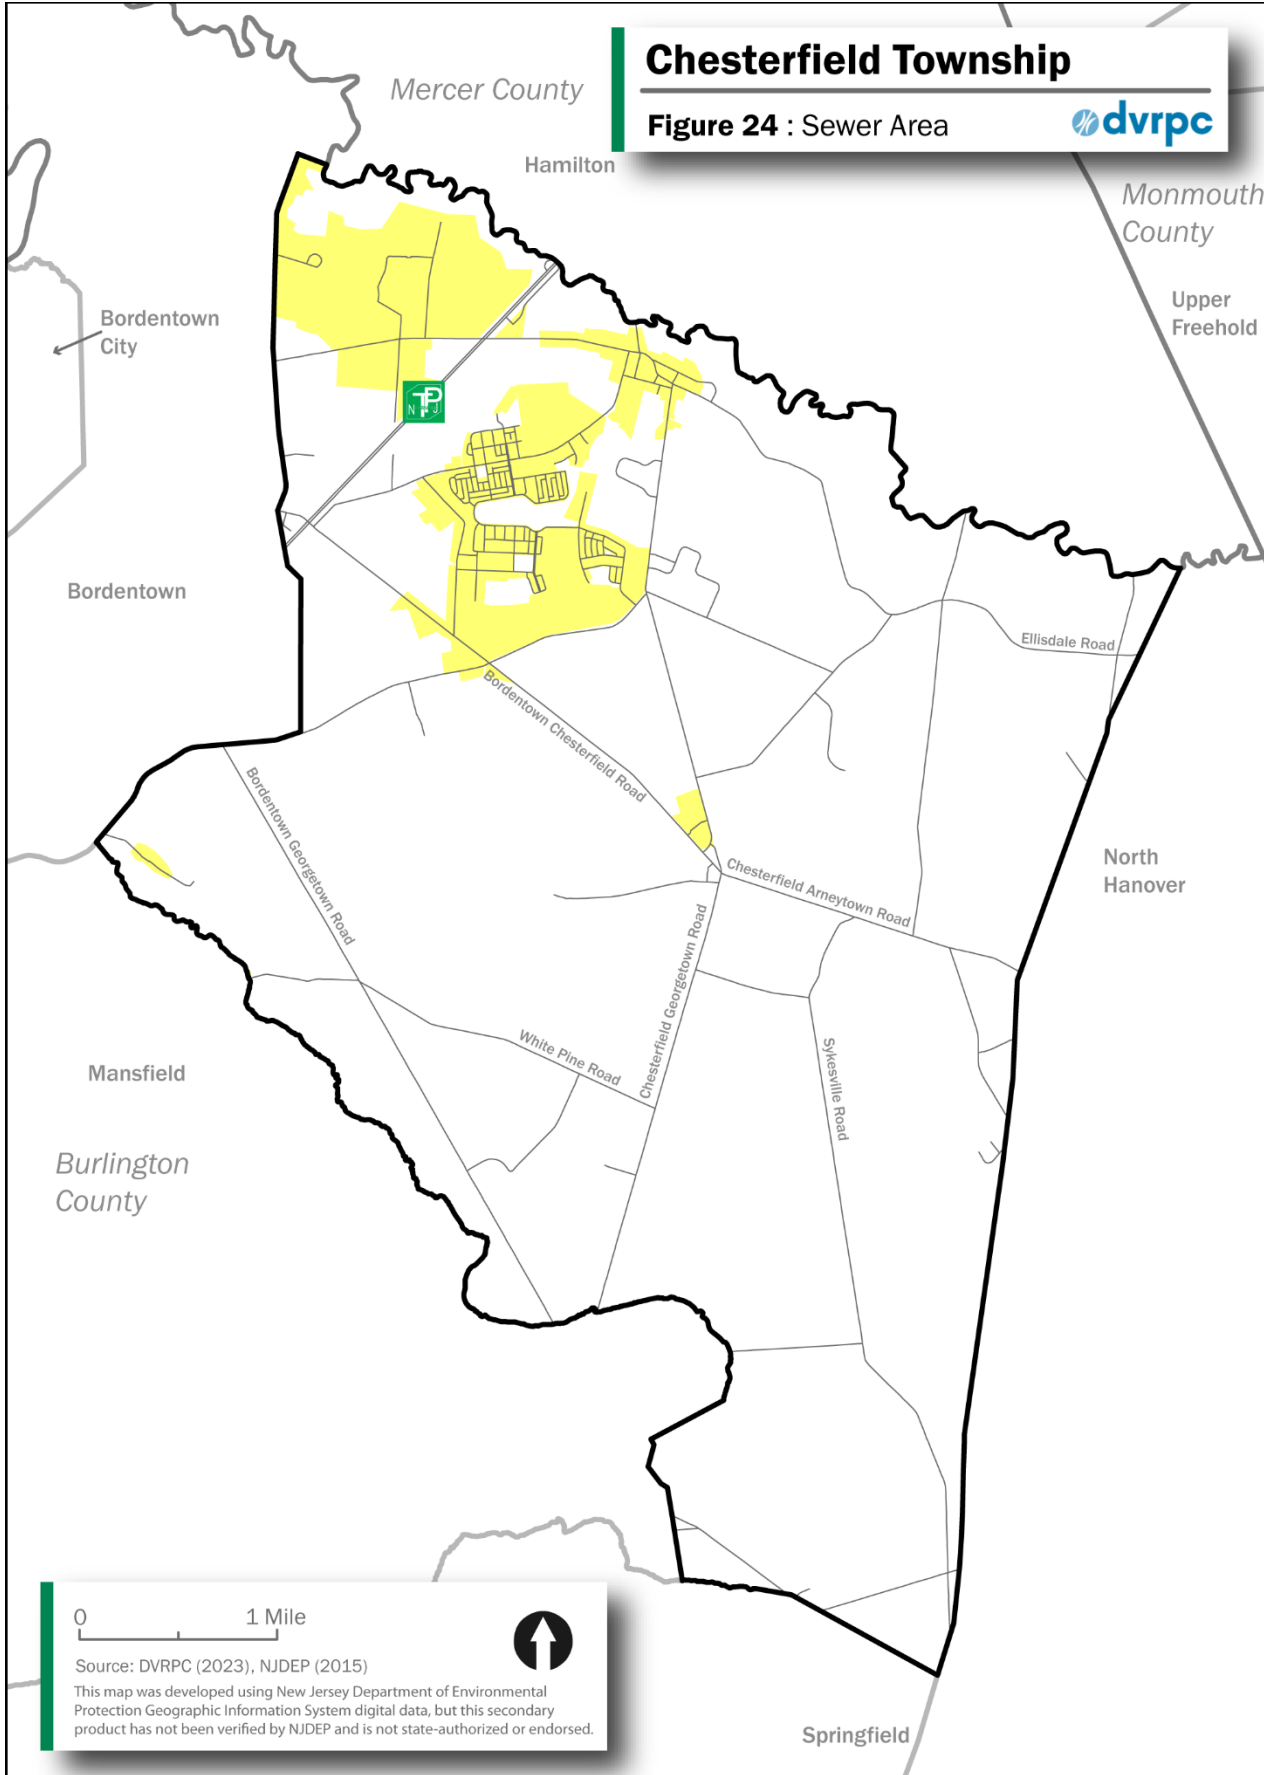 Chesterfield Township
Figure 24 : Sewer Area
dvrpc
Mercer County
Hamilton
Monmouth
County
Upper
Freehold
Bordentown
City
TP
N J
Bordentown
Ellisdale Road
Bordentown Chesterfield Road
Bordentown Georgetown Road
Chesterfield Arneytown Road
North
Hanover
Chesterfield Georgetown Road
White Pine Road
Sykesville Road
Mansfield
Burlington
County
0 1 Mile
Source: DVRPC (2023), NJDEP (2015)
This map was developed using New Jersey Department of Environmental
Protection Geographic Information System digital data, but this secondary
product has not been verified by NJDEP and is not state-authorized or endorsed.
Springfield